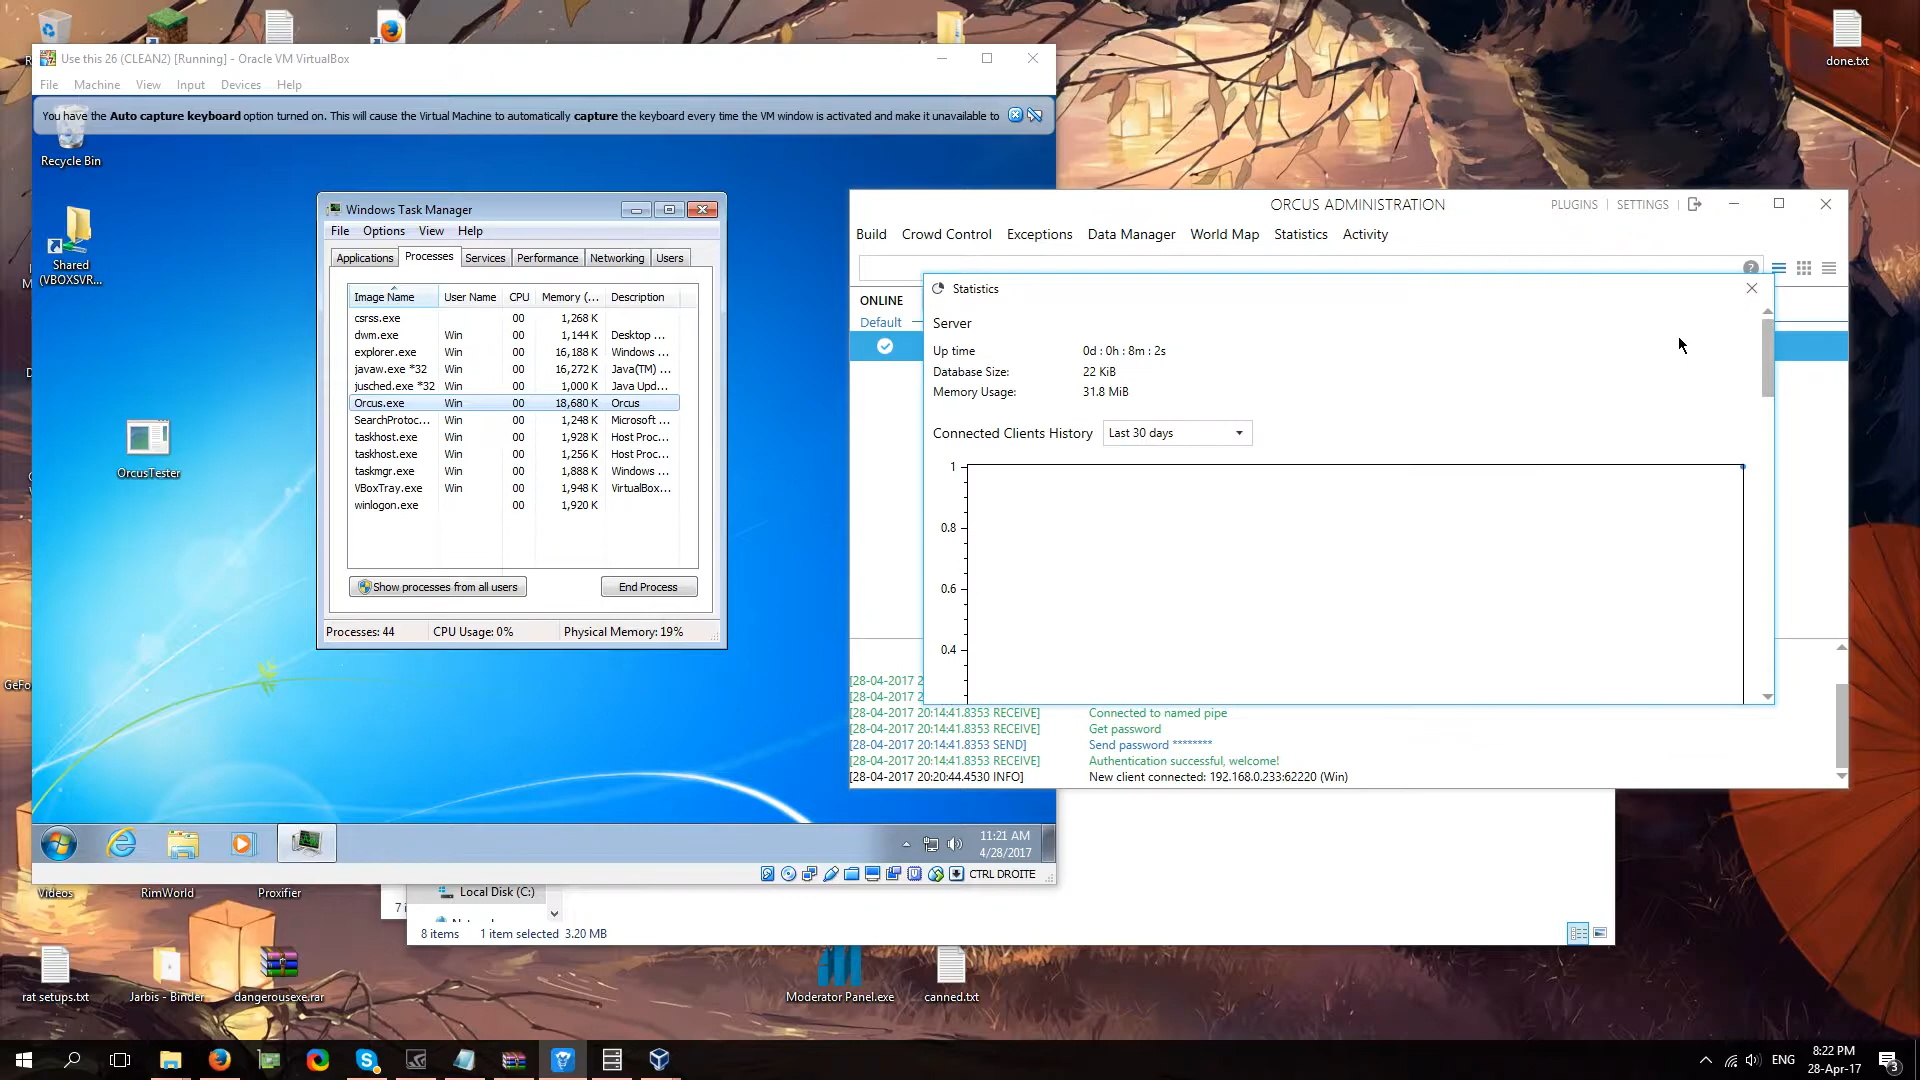 done.txt
Use this 26 (CLEAN2) [Running] - Oracle VM VirtualBox
File Machine View Input Devices Help
You have the Auto capture keyboard option turned on. This will cause the Virtual Machine to automatically capture the keyboard every time the VM window is activated and make it unavailable to
Recycle Bin
Shared
(VBOXSVR...
OrcusTester
Windows Task Manager
File Options View Help
Applications Processes Services Performance Networking Users
Image Name User Name CPU Memory (... Description
csrss.exe 00 1,268 K
dwm.exe Win 00 1,144 K Desktop ...
explorer.exe Win 00 16,188 K Windows ...
javaw.exe *32 Win 00 16,272 K Java(TM) ...
jusched.exe *32 Win 00 1,000 K Java Upd...
Orcus.exe Win 00 18,680 K Orcus
SearchProtoc... Win 00 1,248 K Microsoft ...
taskhost.exe Win 00 1,928 K Host Proc...
taskhost.exe Win 00 1,256 K Host Proc...
taskmgr.exe Win 00 1,888 K Windows ...
VBoxTray.exe Win 00 1,948 K VirtualBox...
winlogon.exe 00 1,920 K
Show processes from all users End Process
Processes: 44 CPU Usage: 0% Physical Memory: 19%
11:21 AM
4/28/2017
CTRL DROITE
ORCUS ADMINISTRATION PLUGINS SETTINGS
Build Crowd Control Exceptions Data Manager World Map Statistics Activity
ONLINE
Default
Statistics
Server
Up time 0d : 0h : 8m : 2s
Database Size: 22 KiB
Memory Usage: 31.8 MiB
Connected Clients History Last 30 days
1
0.8
0.6
0.4
[28-04-2017 2
[28-04-2017 2
[28-04-2017 20:14:41.8353 RECEIVE] Connected to named pipe
[28-04-2017 20:14:41.8353 RECEIVE] Get password
[28-04-2017 20:14:41.8353 SEND] Send password ********
[28-04-2017 20:14:41.8353 RECEIVE] Authentication successful, welcome!
[28-04-2017 20:20:44.4530 INFO] New client connected: 192.168.0.233:62220 (Win)
GeFo
Videos RimWorld Proxifier
Local Disk (C:)
7 i
8 items 1 item selected 3.20 MB
rat setups.txt Jarbis - Binder dangerousexe.rar Moderator Panel.exe canned.txt
ENG
8:22 PM
28-Apr-17
3